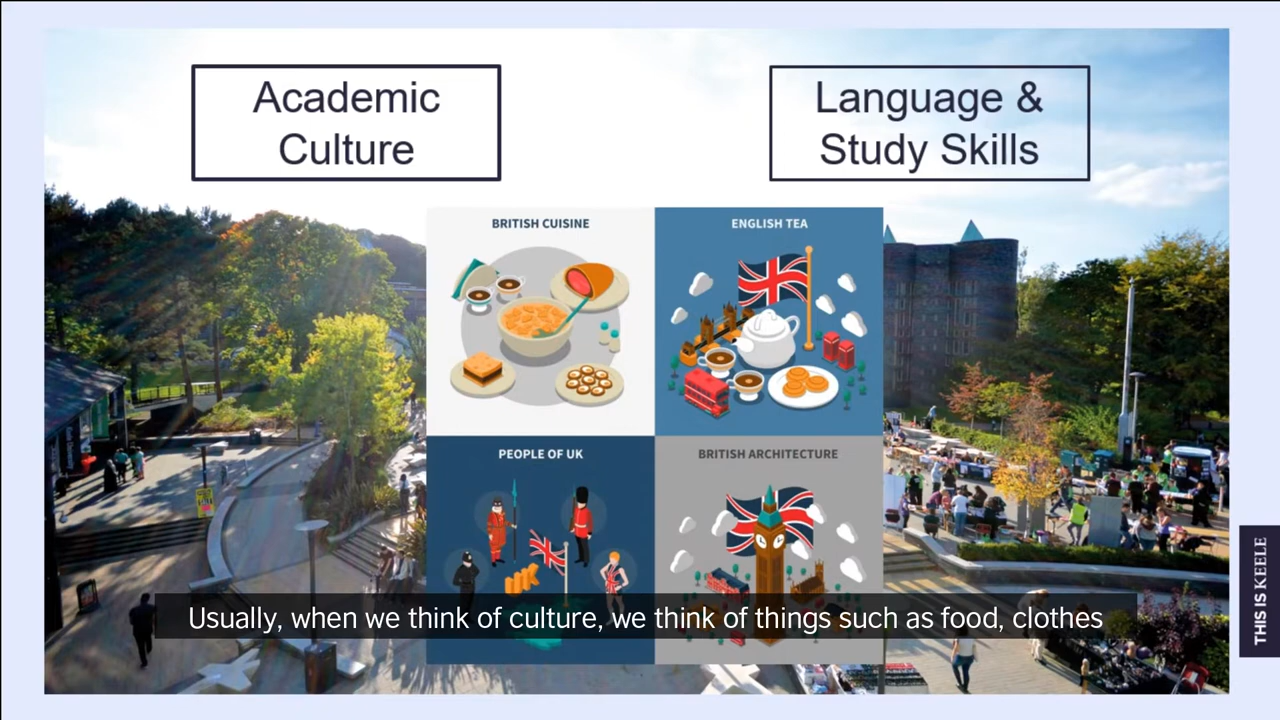 Academic
Culture
Language &
Study Skills
BRITISH CUISINE
ENGLISH TEA
PEOPLE OF UK
BRITISH ARCHITECTURE
UK
Usually, when we think of culture, we think of things such as food, clothes
THIS IS KEELE